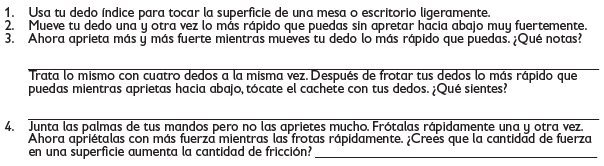 1. Usa tu dedo índice para tocar la superficie de una mesa o escritorio ligeramente.
2. Mueve tu dedo una y otra vez lo más rápido que puedas sin apretar hacia abajo muy fuertemente.
3. Ahora aprieta más y más fuerte mientras mueves tu dedo lo más rápido que puedas. ¿Qué notas?
Trata lo mismo con cuatro dedos a la misma vez. Después de frotar tus dedos lo más rápido que
puedas mientras aprietas hacia abajo, tócate el cachete con tus dedos. ¿Qué sientes?
4. Junta las palmas de tus mandos pero no las aprietes mucho. Frótalas rápidamente una y otra vez.
Ahora apriétalas con más fuerza mientras las frotas rápidamente. ¿Crees que la cantidad de fuerza
en una superficie aumenta la cantidad de fricción?